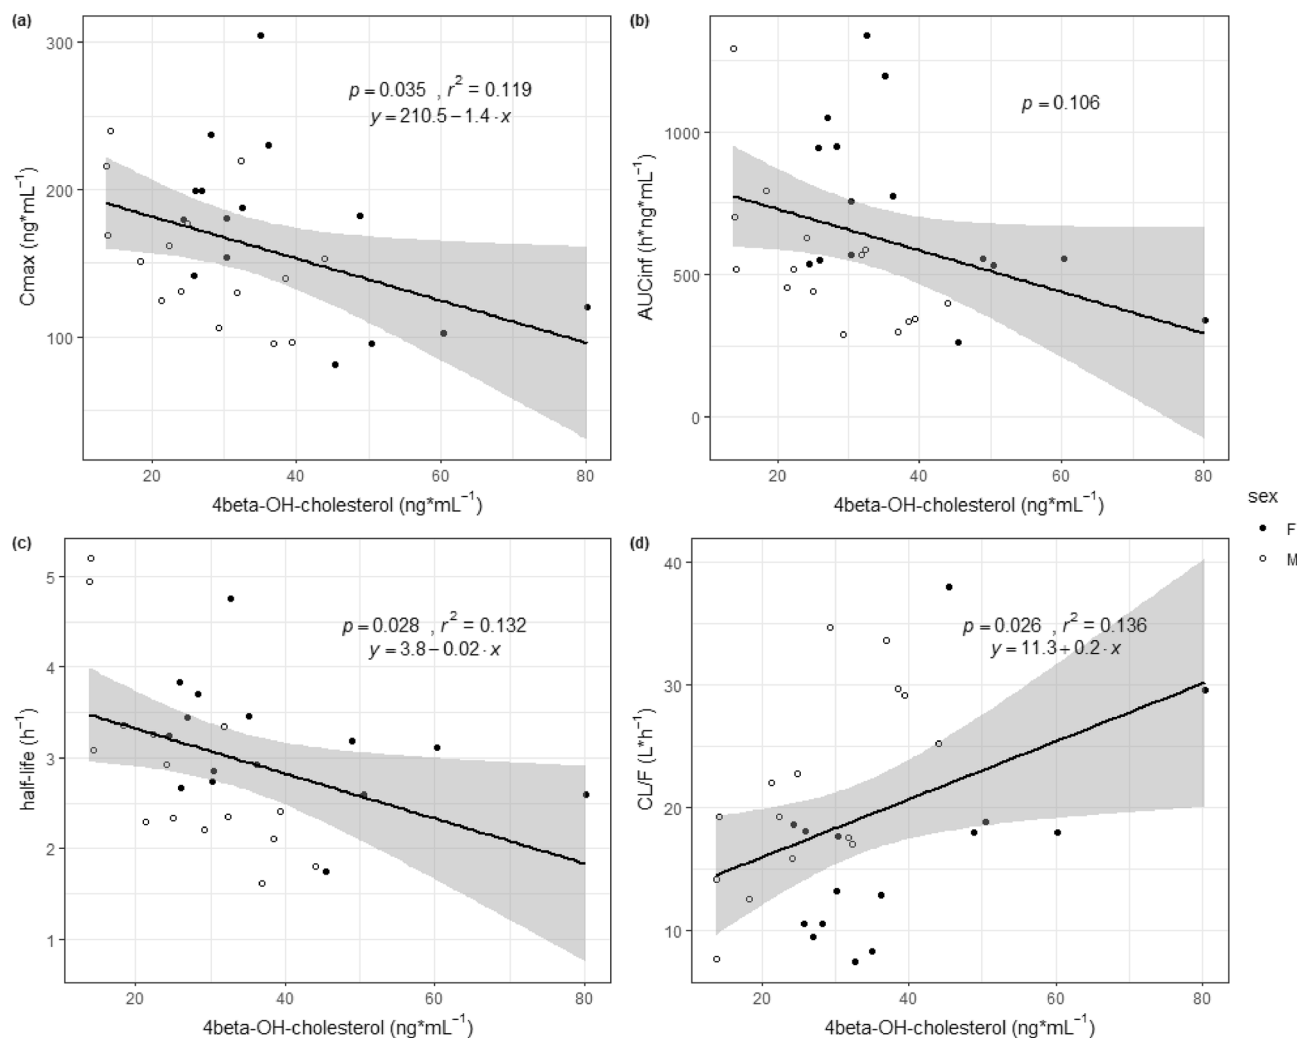 (a)
300
200
100
Cmax (ng*mL⁻¹)
p = 0.035 , r² = 0.119
y = 210.5 − 1.4 · x
20 40 60 80
4beta-OH-cholesterol (ng*mL⁻¹)
(b)
1000
500
0
AUCinf (h*ng*mL⁻¹)
p = 0.106
20 40 60 80
4beta-OH-cholesterol (ng*mL⁻¹)
(c)
5
4
3
2
1
half-life (h⁻¹)
p = 0.028 , r² = 0.132
y = 3.8 − 0.02 · x
20 40 60 80
4beta-OH-cholesterol (ng*mL⁻¹)
(d)
40
30
20
10
CL/F (L*h⁻¹)
p = 0.026 , r² = 0.136
y = 11.3 + 0.2 · x
20 40 60 80
4beta-OH-cholesterol (ng*mL⁻¹)
sex
F
M